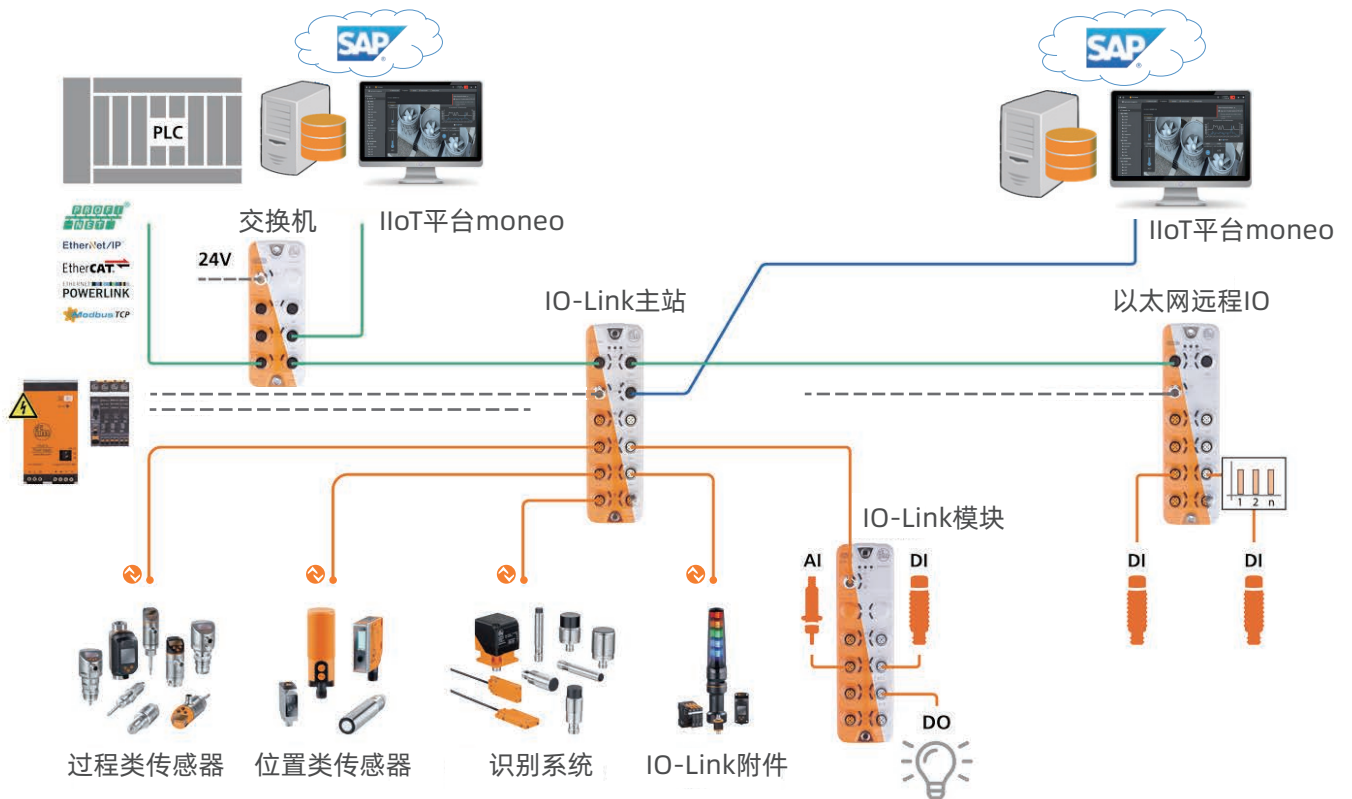 SAP
SAP
PLC
PROFI
NET
EtherNet/IP
EtherCAT
ETHERNET
POWERLINK
Modbus TCP
交换机
IIoT平台moneo
IIoT平台moneo
24V
IO-Link主站
以太网远程IO
1 2 n
IO-Link模块
AI
DI
DI
DI
DO
过程类传感器
位置类传感器
识别系统
IO-Link附件